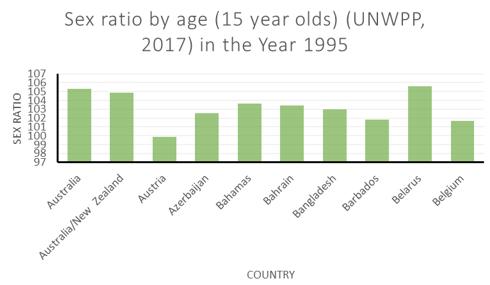 Sex ratio by age (15 year olds) (UNWPP,
2017) in the Year 1995
SEX RATIO
107
106
105
104
103
102
101
100
99
98
97
Australia
Australia/New Zealand
Austria
Azerbaijan
Bahamas
Bahrain
Bangladesh
Barbados
Belarus
Belgium
COUNTRY